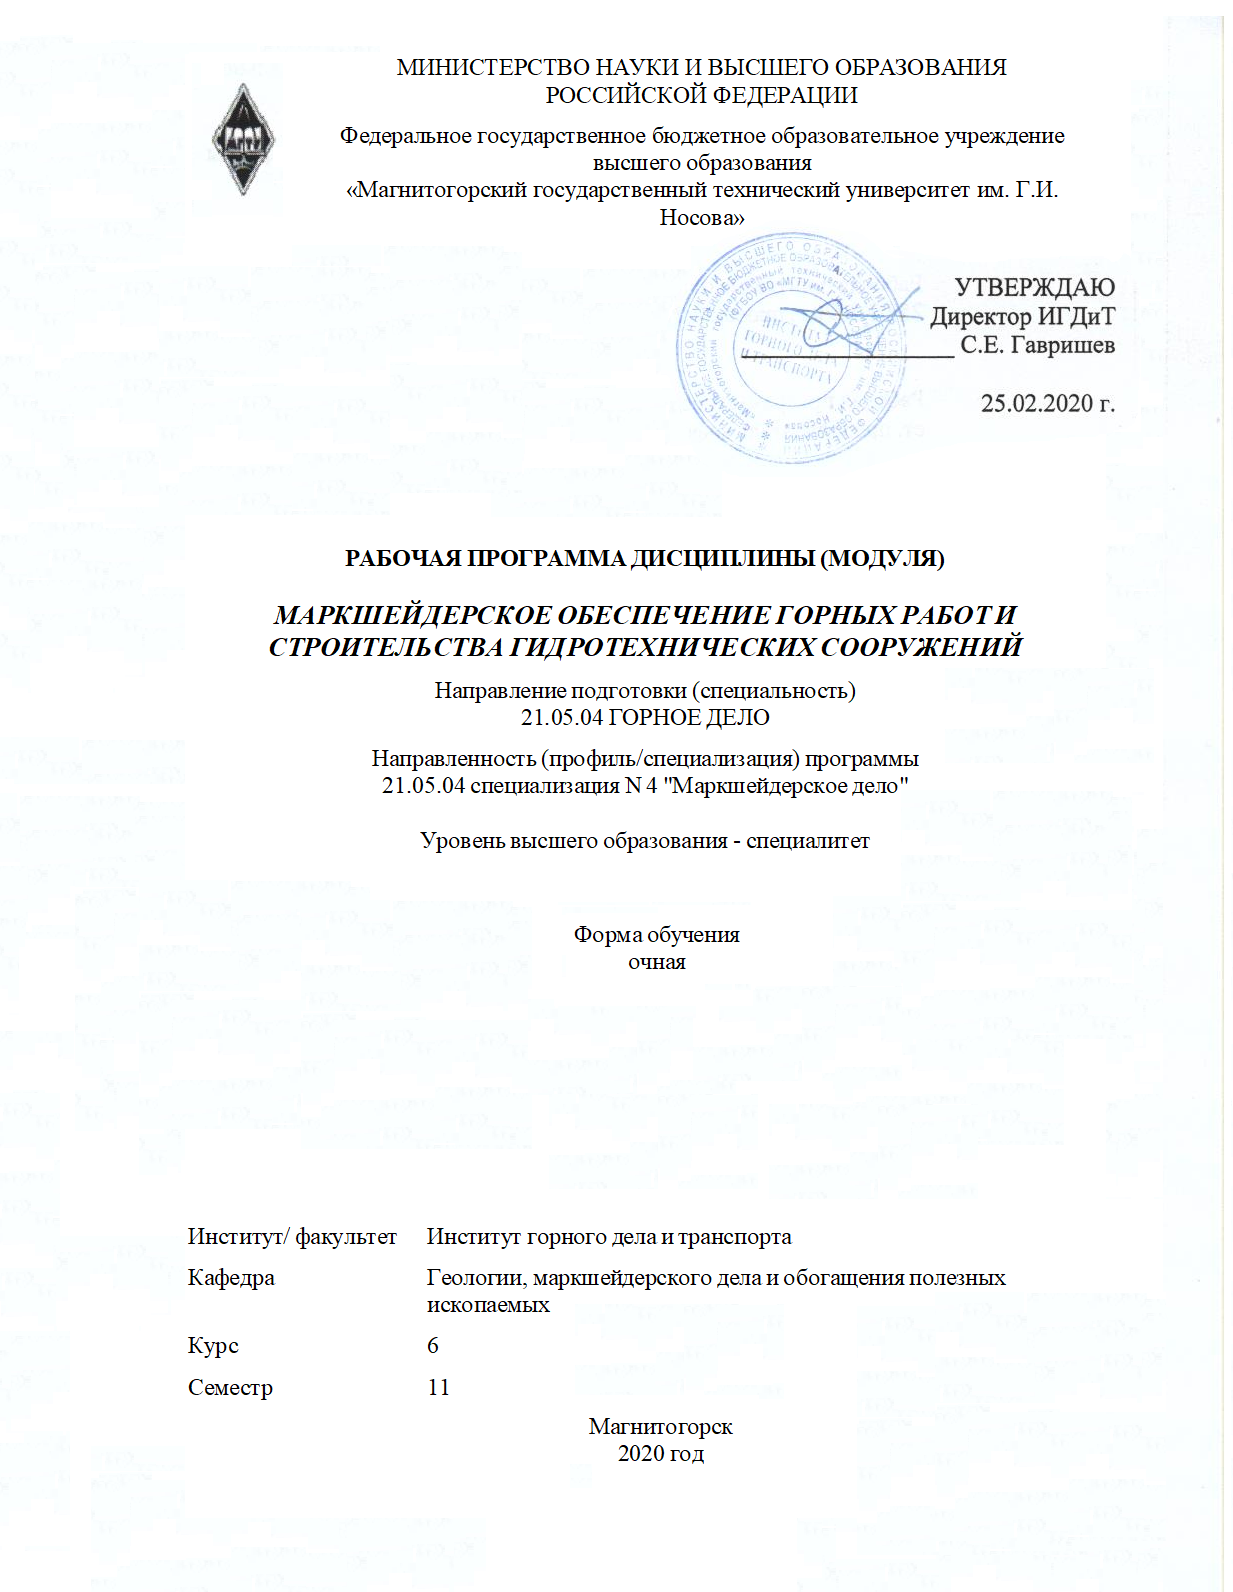 МИНИСТЕРСТВО НАУКИ И ВЫСШЕГО ОБРАЗОВАНИЯ
РОССИЙСКОЙ ФЕДЕРАЦИИ
Федеральное государственное бюджетное образовательное учреждение
высшего образования
«Магнитогорский государственный технический университет им. Г.И.
Носова»
МГТУ
УТВЕРЖДАЮ
Директор ИГДиТ
С.Е. Гавришев
25.02.2020 г.
РАБОЧАЯ ПРОГРАММА ДИСЦИПЛИНЫ (МОДУЛЯ)
МАРКШЕЙДЕРСКОЕ ОБЕСПЕЧЕНИЕ ГОРНЫХ РАБОТ И
СТРОИТЕЛЬСТВА ГИДРОТЕХНИЧЕСКИХ СООРУЖЕНИЙ
Направление подготовки (специальность)
21.05.04 ГОРНОЕ ДЕЛО
Направленность (профиль/специализация) программы
21.05.04 специализация N 4 "Маркшейдерское дело"
Уровень высшего образования - специалитет
Форма обучения
очная
Институт/ факультет Институт горного дела и транспорта
Кафедра Геологии, маркшейдерского дела и обогащения полезных
ископаемых
Курс 6
Семестр 11
Магнитогорск
2020 год